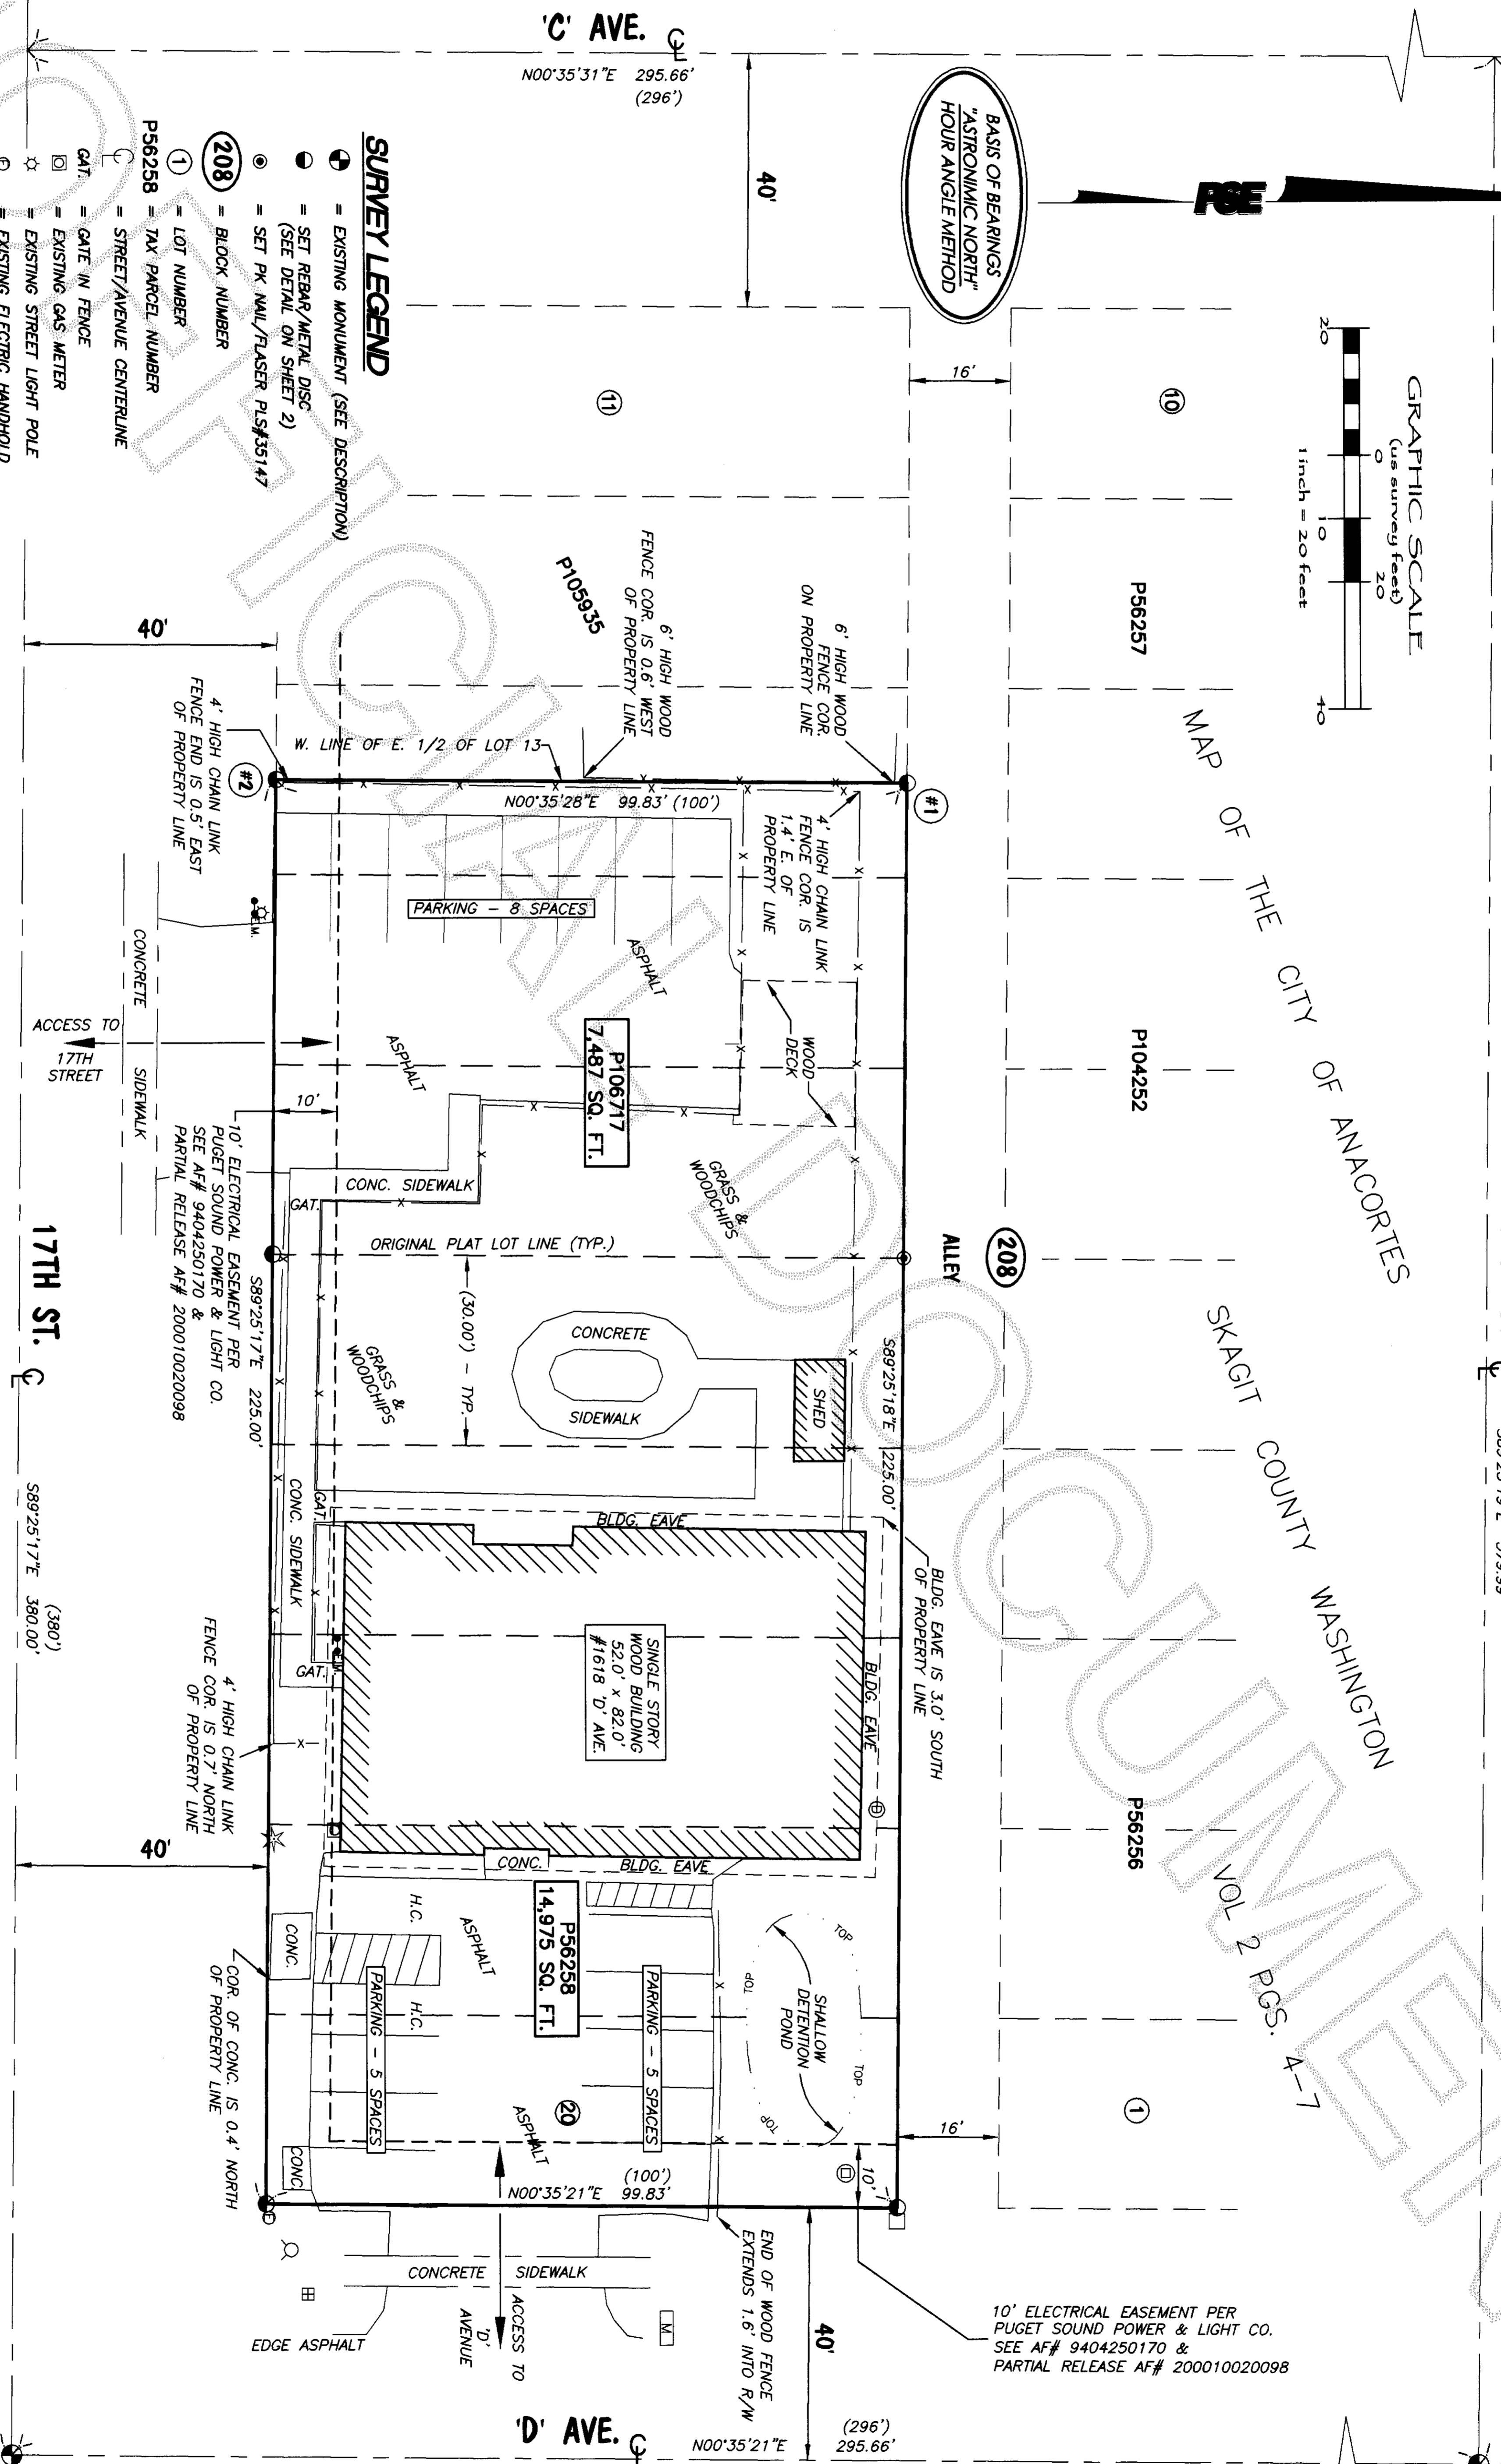 'C' AVE. ℄
N00°35'31"E 295.66'
(296')
40'
BASIS OF BEARINGS
"ASTRONIMIC NORTH"
HOUR ANGLE METHOD
PSE
GRAPHIC SCALE
(us survey feet)
20 0 10 20 40
1 inch = 20 feet
SURVEY LEGEND
= EXISTING MONUMENT (SEE DESCRIPTION)
= SET REBAR/METAL DISC
(SEE DETAIL ON SHEET 2)
= SET PK NAIL/FLASER PLS#35147
208 = BLOCK NUMBER
1 = LOT NUMBER
P56258 = TAX PARCEL NUMBER
℄ = STREET/AVENUE CENTERLINE
GAT. = GATE IN FENCE
= EXISTING GAS METER
= EXISTING STREET LIGHT POLE
= EXISTING ELECTRIC HANDHOLD
11
16'
10
P56257
P104252
P56256
1
MAP OF THE CITY OF ANACORTES
SKAGIT COUNTY WASHINGTON
VOL 2 PGS. 4-7
P105935
6' HIGH WOOD
FENCE COR. IS 0.6' WEST
OF PROPERTY LINE
6' HIGH WOOD
FENCE COR.
ON PROPERTY LINE
40'
4' HIGH CHAIN LINK
FENCE END IS 0.5' EAST
OF PROPERTY LINE
W. LINE OF E. 1/2 OF LOT 13
#2
#1
N00°35'28"E 99.83' (100')
4' HIGH CHAIN LINK
FENCE COR. IS
1.4' E. OF
PROPERTY LINE
PARKING - 8 SPACES
ASPHALT
ASPHALT
WOOD
DECK
P106717
7,487 SQ. FT.
CONCRETE SIDEWALK
ACCESS TO
17TH
STREET
10'
10' ELECTRICAL EASEMENT PER
PUGET SOUND POWER & LIGHT CO.
SEE AF# 9404250170 &
PARTIAL RELEASE AF# 200010020098
CONC. SIDEWALK
GAT.
GRASS &
WOODCHIPS
ORIGINAL PLAT LOT LINE (TYP.)
ALLEY
208
17TH ST. ℄
S89°25'17"E 225.00'
(30.00') - TYP.
CONCRETE
SIDEWALK
SHED
S89°25'18"E 225.00'
GRASS &
WOODCHIPS
CONC. SIDEWALK
GAT.
BLDG. EAVE
BLDG. EAVE IS 3.0' SOUTH
OF PROPERTY LINE
(380')
S89°25'17"E 380.00'
SINGLE STORY
WOOD BUILDING
52.0' x 82.0'
#1618 'D' AVE.
BLDG. EAVE
GAT.
4' HIGH CHAIN LINK
FENCE COR. IS 0.7' NORTH
OF PROPERTY LINE
40'
CONC.
BLDG. EAVE
H.C.
H.C.
ASPHALT
P56258
14,975 SQ. FT.
CONC.
COR. OF CONC. IS 0.4' NORTH
OF PROPERTY LINE
PARKING - 5 SPACES
PARKING - 5 SPACES
TOP
TOP
TOP
TOP
SHALLOW
DETENTION
POND
20
ASPHALT
CONC
16'
10'
(100')
N00°35'21"E 99.83'
CONCRETE SIDEWALK
ACCESS TO
'D'
AVENUE
EDGE ASPHALT
M
END OF WOOD FENCE
EXTENDS 1.6' INTO R/W
40'
10' ELECTRICAL EASEMENT PER
PUGET SOUND POWER & LIGHT CO.
SEE AF# 9404250170 &
PARTIAL RELEASE AF# 200010020098
'D' AVE. ℄
(296')
N00°35'21"E 295.66'